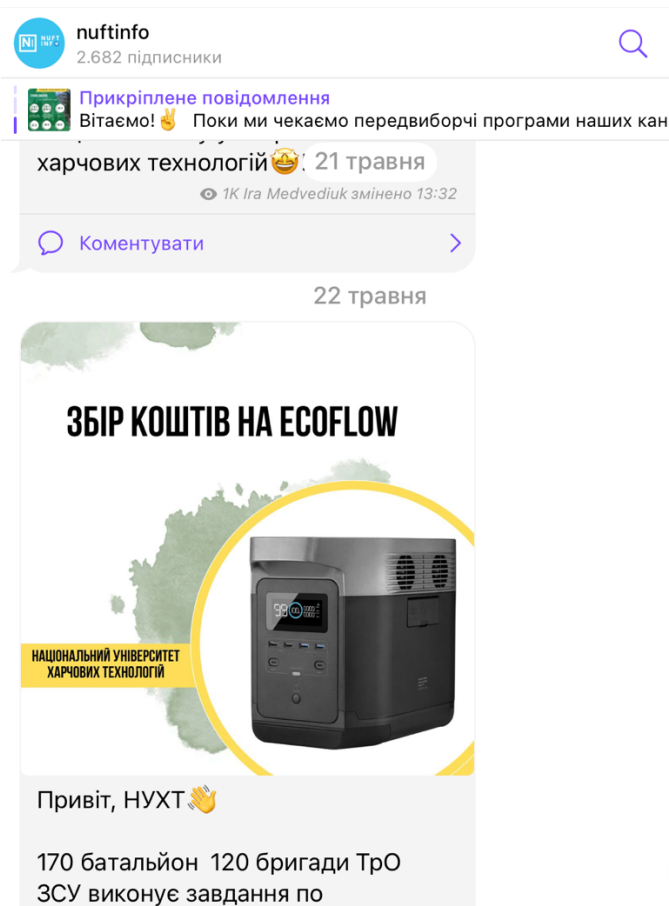 NUFT
INFO
nuftinfo
2.682 підписники
Прикріплене повідомлення
Вітаємо!✌️ Поки ми чекаємо передвиборчі програми наших кан
харчових технологій🤩
21 травня
1K Ira Medvediuk змінено 13:32
Коментувати
22 травня
ЗБІР КОШТІВ НА ECOFLOW
НАЦІОНАЛЬНИЙ УНІВЕРСИТЕТ
ХАРЧОВИХ ТЕХНОЛОГІЙ
Привіт, НУХТ👋
170 батальйон 120 бригади ТрО
ЗСУ виконує завдання по